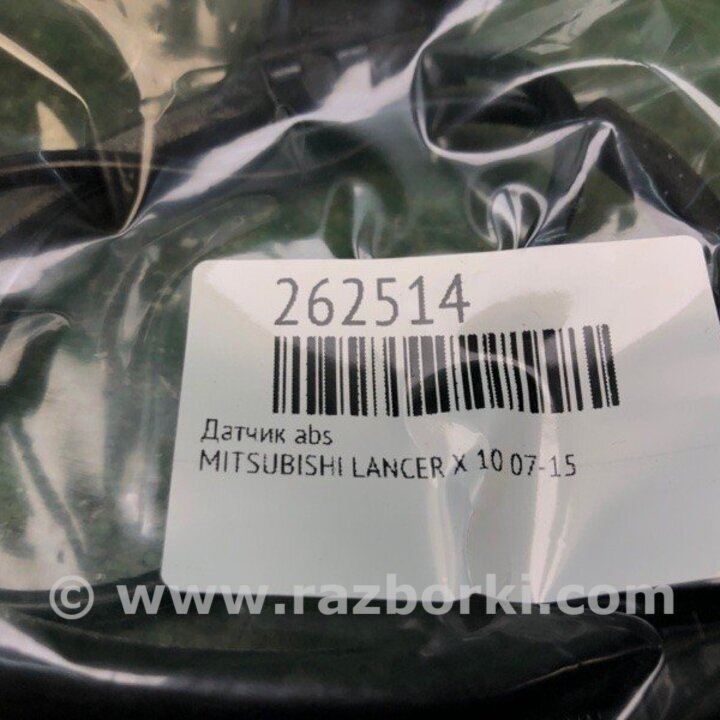 262514
Датчик abs
MITSUBISHI LANCER X 10 07-15
© www.razborki.com